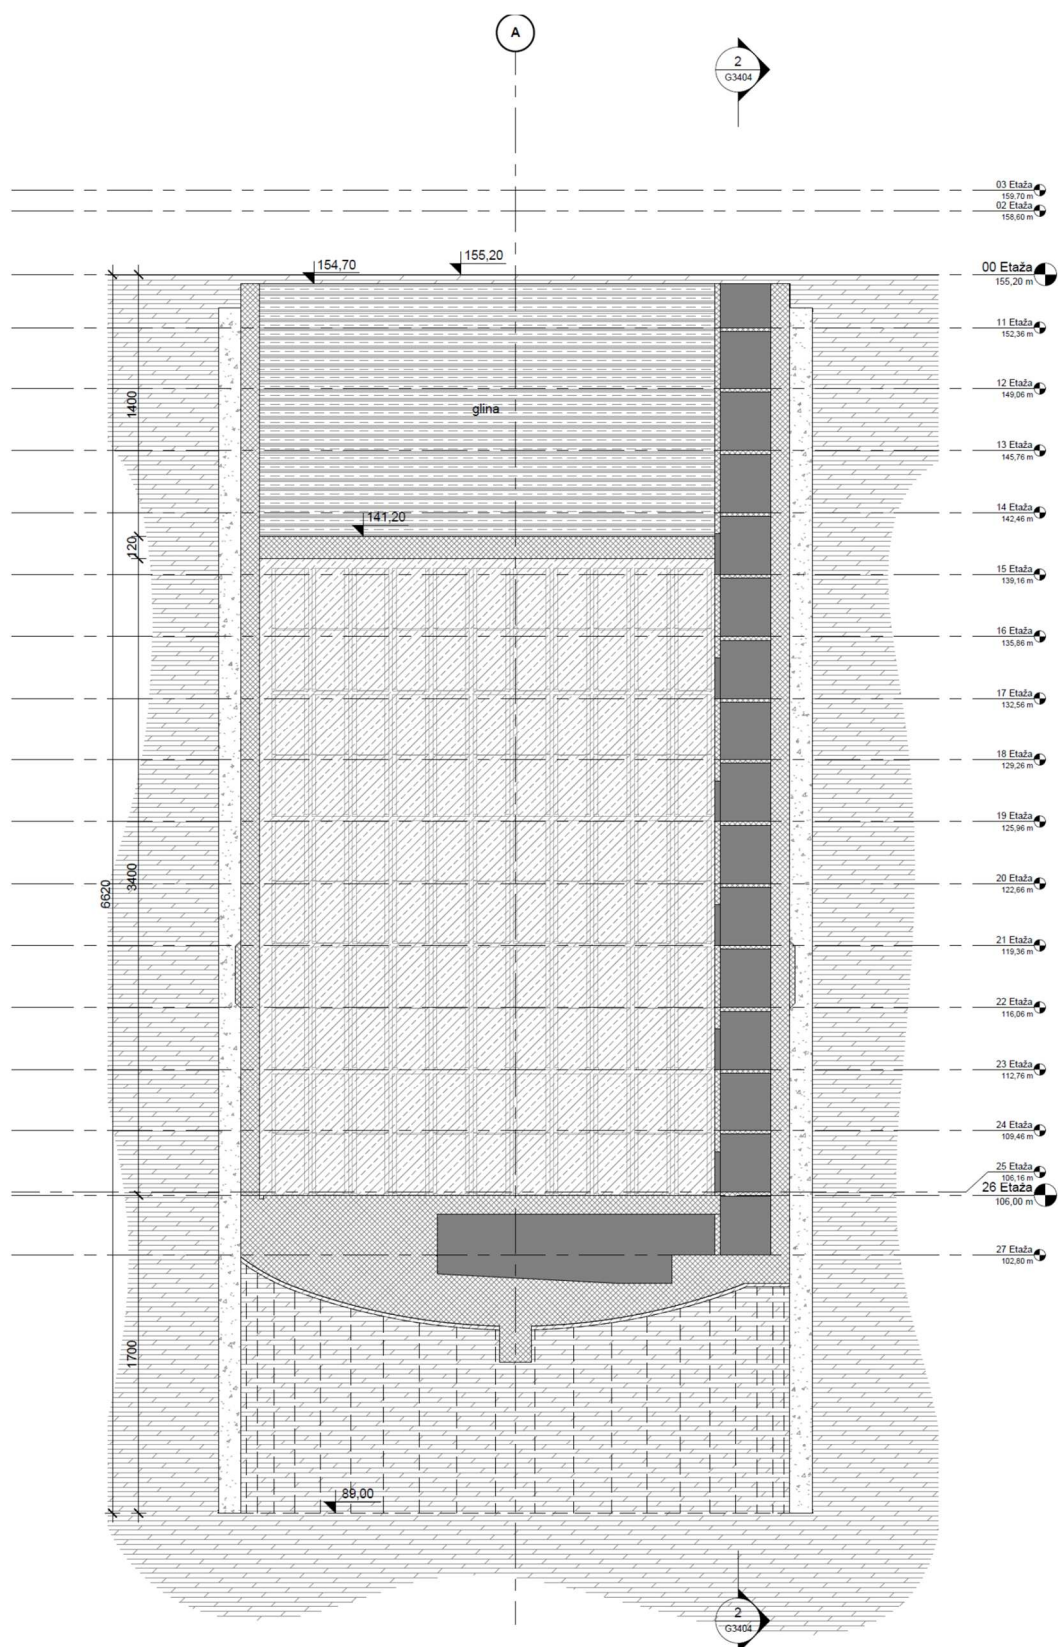 A
2
G3404
03 Etaža
159,70 m
02 Etaža
158,60 m
155,20
154,70
00 Etaža
155,20 m
11 Etaža
152,36 m
12 Etaža
149,06 m
1400
glina
13 Etaža
145,76 m
14 Etaža
142,46 m
141,20
120
15 Etaža
139,16 m
16 Etaža
135,86 m
17 Etaža
132,56 m
18 Etaža
129,26 m
19 Etaža
125,96 m
3400
6620
20 Etaža
122,66 m
21 Etaža
119,36 m
22 Etaža
116,06 m
23 Etaža
112,76 m
24 Etaža
109,46 m
25 Etaža
106,16 m
26 Etaža
106,00 m
27 Etaža
102,80 m
1700
89,00
2
G3404